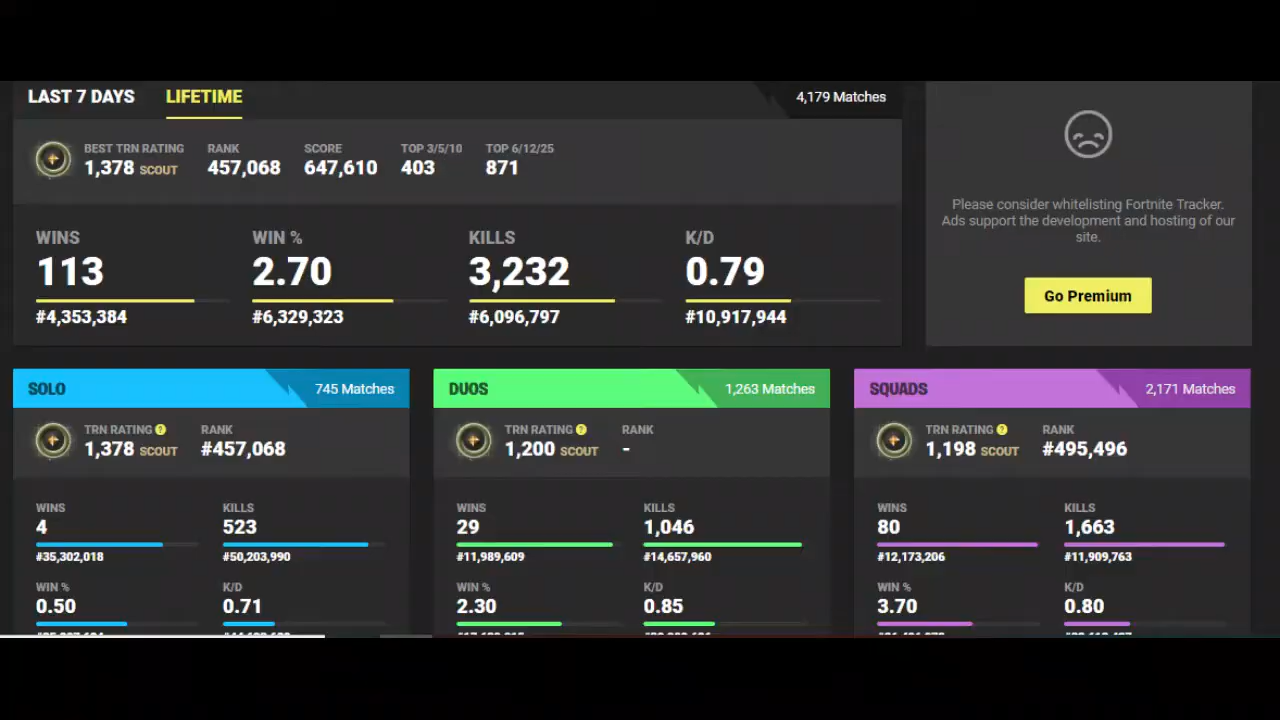 LAST 7 DAYS LIFETIME 4,179 Matches
BEST TRN RATING RANK SCORE TOP 3/5/10 TOP 6/12/25
1,378 SCOUT 457,068 647,610 403 871
WINS WIN % KILLS K/D
113 2.70 3,232 0.79
#4,353,384 #6,329,323 #6,096,797 #10,917,944
Please consider whitelisting Fortnite Tracker.
Ads support the development and hosting of our
site.
Go Premium
SOLO 745 Matches
TRN RATING ? RANK
1,378 SCOUT #457,068
WINS KILLS
4 523
#35,302,018 #50,203,990
WIN % K/D
0.50 0.71
DUOS 1,263 Matches
TRN RATING ? RANK
1,200 SCOUT -
WINS KILLS
29 1,046
#11,989,609 #14,657,960
WIN % K/D
2.30 0.85
SQUADS 2,171 Matches
TRN RATING ? RANK
1,198 SCOUT #495,496
WINS KILLS
80 1,663
#12,173,206 #11,909,763
WIN % K/D
3.70 0.80